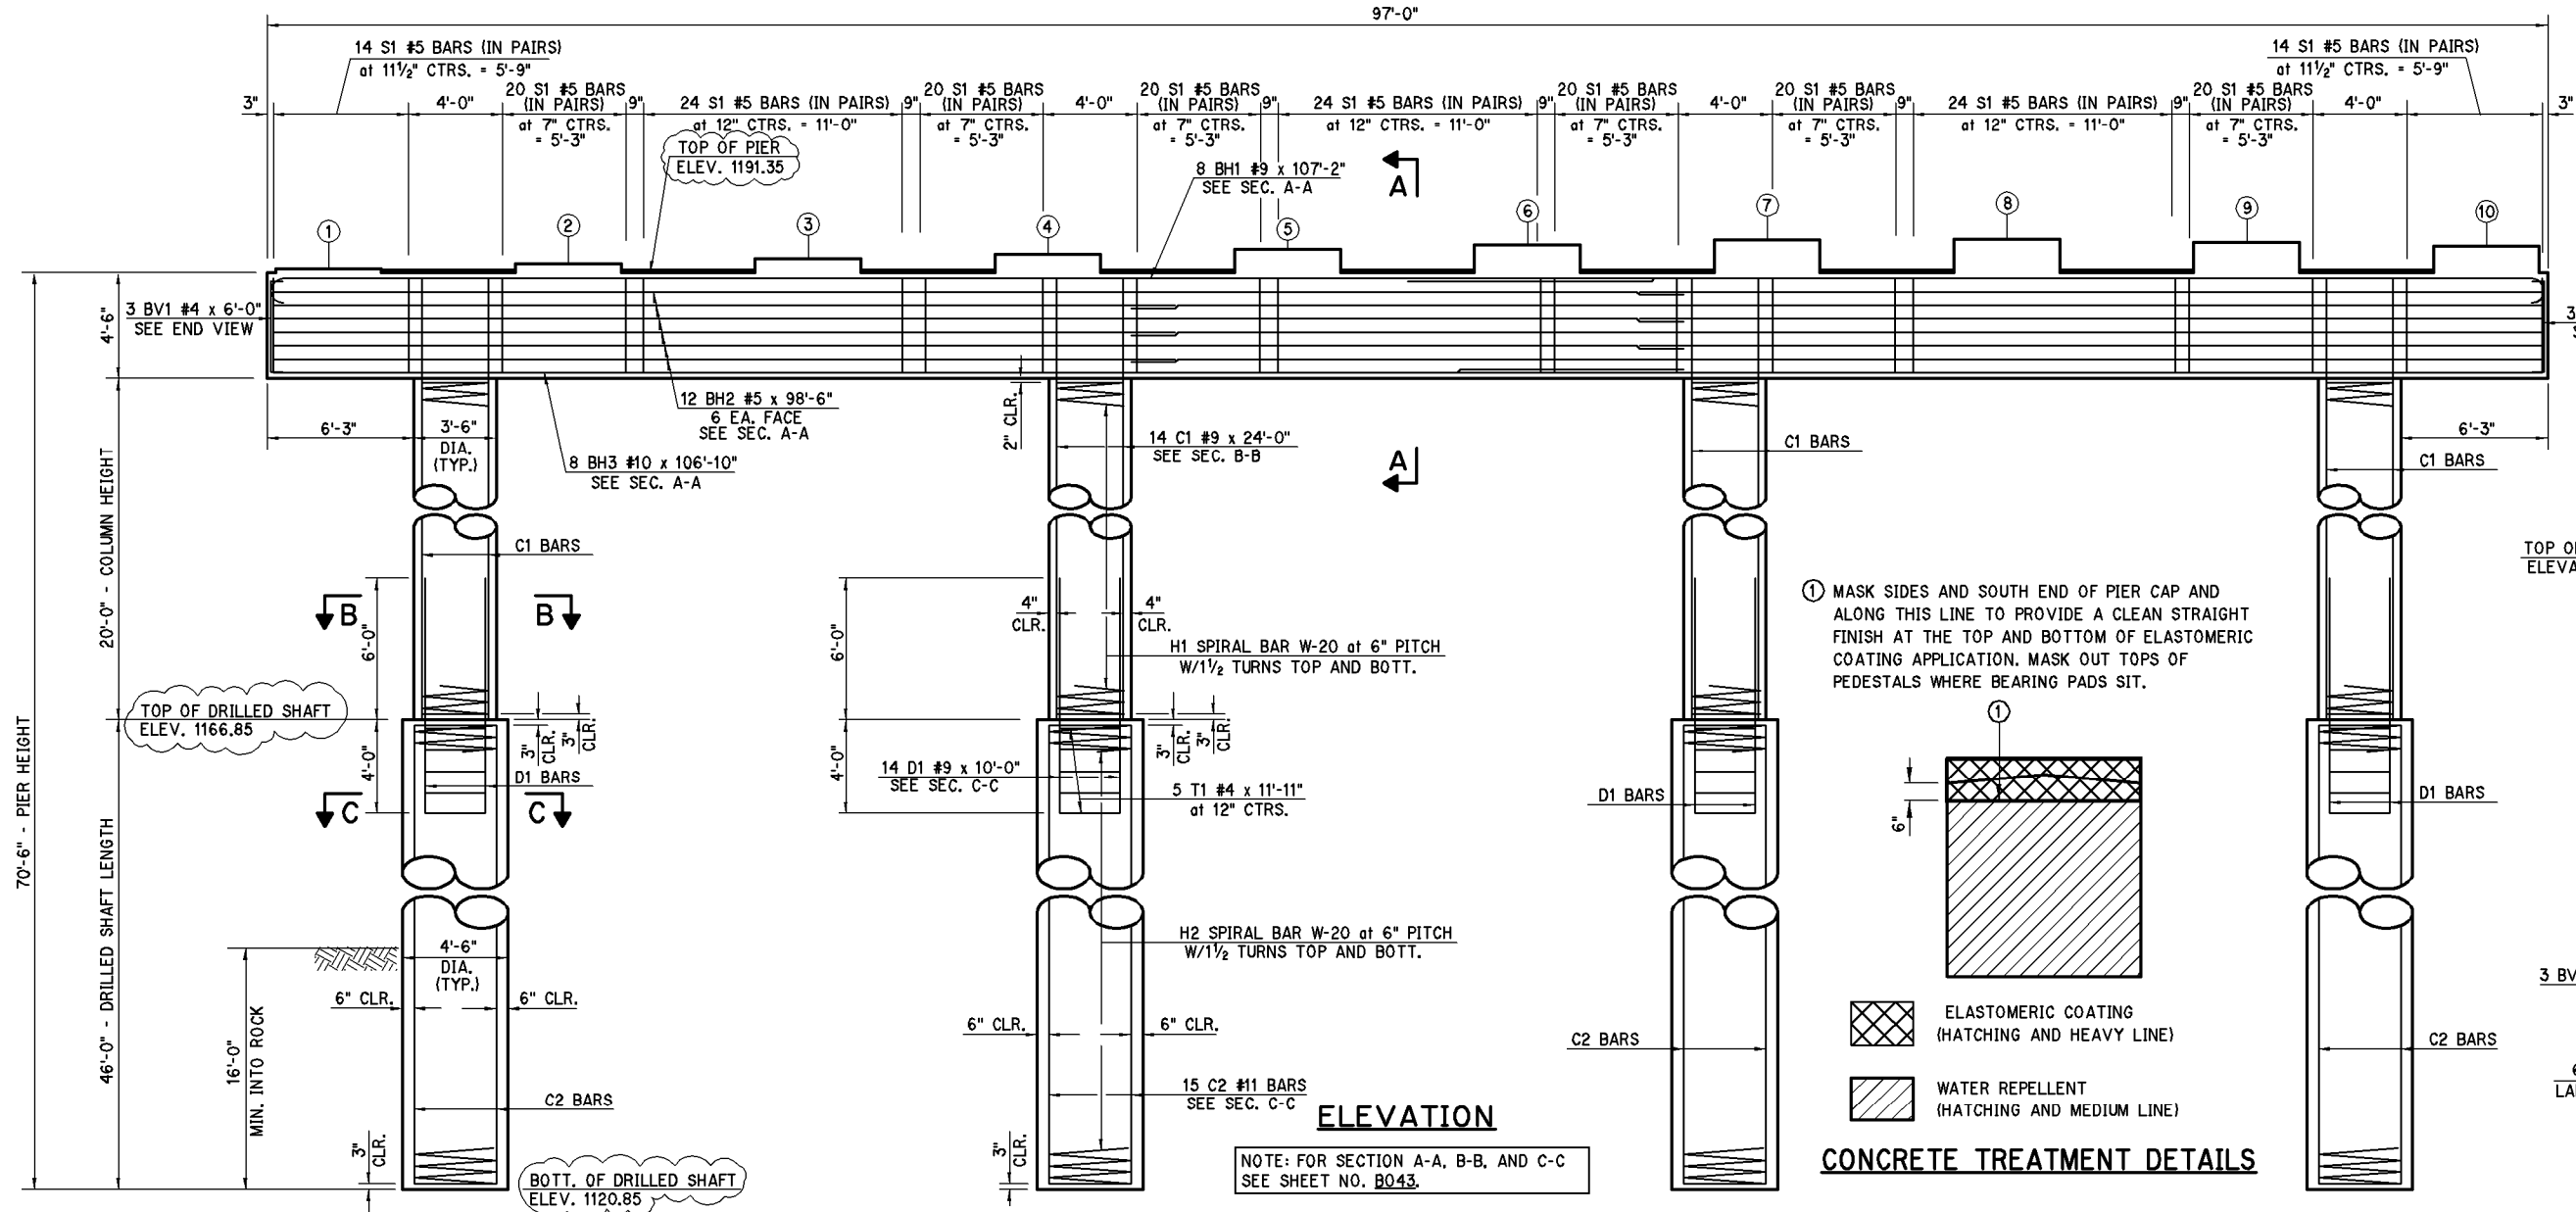 97'-0"
14 S1 #5 BARS (IN PAIRS)
at 11½" CTRS. = 5'-9"
14 S1 #5 BARS (IN PAIRS)
at 11½" CTRS. = 5'-9"
3"
4'-0"
20 S1 #5 BARS
(IN PAIRS)
at 7" CTRS.
= 5'-3"
9"
24 S1 #5 BARS (IN PAIRS)
at 12" CTRS. = 11'-0"
9"
20 S1 #5 BARS
(IN PAIRS)
at 7" CTRS.
= 5'-3"
4'-0"
20 S1 #5 BARS
(IN PAIRS)
at 7" CTRS.
= 5'-3"
9"
24 S1 #5 BARS (IN PAIRS)
at 12" CTRS. = 11'-0"
9"
20 S1 #5 BARS
(IN PAIRS)
at 7" CTRS.
= 5'-3"
4'-0"
20 S1 #5 BARS
(IN PAIRS)
at 7" CTRS.
= 5'-3"
9"
24 S1 #5 BARS (IN PAIRS)
at 12" CTRS. = 11'-0"
9"
20 S1 #5 BARS
(IN PAIRS)
at 7" CTRS.
= 5'-3"
4'-0"
3"
TOP OF PIER
ELEV. 1191.35
8 BH1 #9 x 107'-2"
SEE SEC. A-A
A
1
2
3
4
5
6
7
8
9
10
3 BV1 #4 x 6'-0"
SEE END VIEW
4'-6"
3
S
12 BH2 #5 x 98'-6"
6 EA. FACE
SEE SEC. A-A
8 BH3 #10 x 106'-10"
SEE SEC. A-A
6'-3"
3'-6"
DIA.
(TYP.)
2" CLR.
14 C1 #9 x 24'-0"
SEE SEC. B-B
A
C1 BARS
6'-3"
C1 BARS
20'-0" - COLUMN HEIGHT
C1 BARS
B
B
6'-0"
6'-0"
4"
CLR.
4"
CLR.
H1 SPIRAL BAR W-20 at 6" PITCH
W/1½ TURNS TOP AND BOTT.
1 MASK SIDES AND SOUTH END OF PIER CAP AND
ALONG THIS LINE TO PROVIDE A CLEAN STRAIGHT
FINISH AT THE TOP AND BOTTOM OF ELASTOMERIC
COATING APPLICATION. MASK OUT TOPS OF
PEDESTALS WHERE BEARING PADS SIT.
TOP O
ELEVA
TOP OF DRILLED SHAFT
ELEV. 1166.85
70'-6" - PIER HEIGHT
4'-0"
3"
CLR.
3"
CLR.
D1 BARS
C
C
4'-0"
3"
CLR.
3"
CLR.
14 D1 #9 x 10'-0"
SEE SEC. C-C
5 T1 #4 x 11'-11"
at 12" CTRS.
D1 BARS
1
6"
D1 BARS
46'-0" - DRILLED SHAFT LENGTH
16'-0"
MIN. INTO ROCK
4'-6"
DIA.
(TYP.)
6" CLR.
6" CLR.
H2 SPIRAL BAR W-20 at 6" PITCH
W/1½ TURNS TOP AND BOTT.
6" CLR.
6" CLR.
C2 BARS
ELASTOMERIC COATING
(HATCHING AND HEAVY LINE)
WATER REPELLENT
(HATCHING AND MEDIUM LINE)
CONCRETE TREATMENT DETAILS
3 BV
C2 BARS
6
LA
C2 BARS
15 C2 #11 BARS
SEE SEC. C-C
3"
CLR.
3"
CLR.
ELEVATION
NOTE: FOR SECTION A-A, B-B, AND C-C
SEE SHEET NO. B043.
BOTT. OF DRILLED SHAFT
ELEV. 1120.85